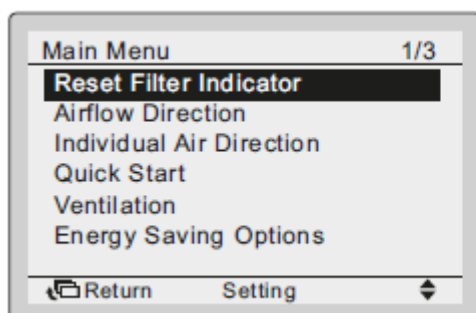 Main Menu 1/3
Reset Filter Indicator
Airflow Direction
Individual Air Direction
Quick Start
Ventilation
Energy Saving Options
Return Setting